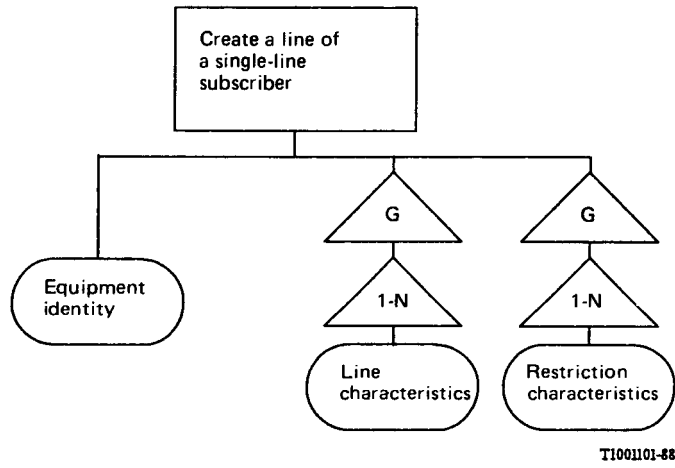 Create a line of
a single-line
subscriber
G
G
1-N
1-N
Equipment
identity
Line
characteristics
Restriction
characteristics
T1001101-88